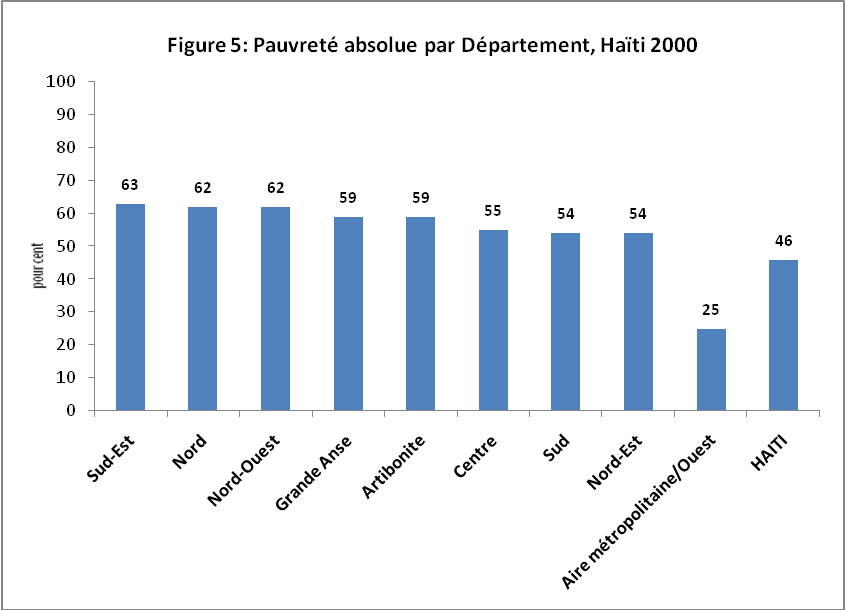 Figure 5: Pauvreté absolue par Département, Haïti 2000
pour cent
100
90
80
70
60
50
40
30
20
10
0
63
62
62
59
59
55
54
54
25
46
Sud-Est
Nord
Nord-Ouest
Grande Anse
Artibonite
Centre
Sud
Nord-Est
Aire métropolitaine/Ouest
HAITI